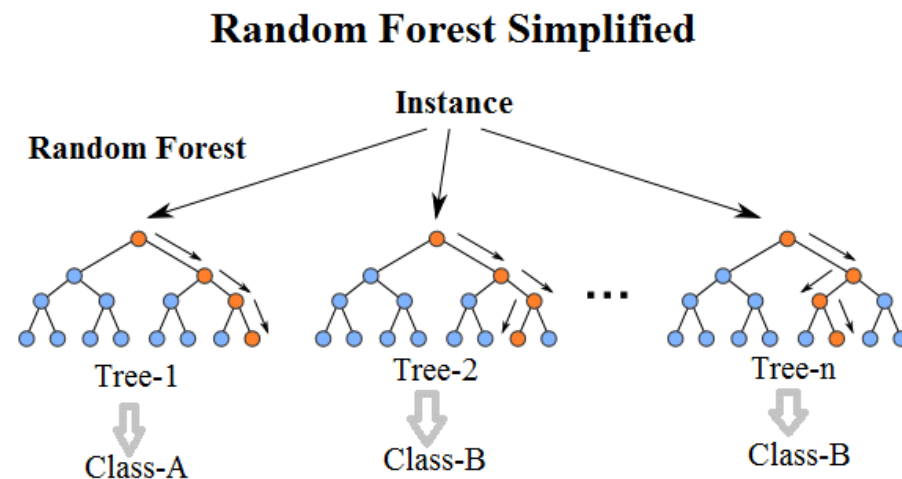 Random Forest Simplified
Instance
Random Forest
...
Tree-1
Tree-2
Tree-n
Class-A
Class-B
Class-B